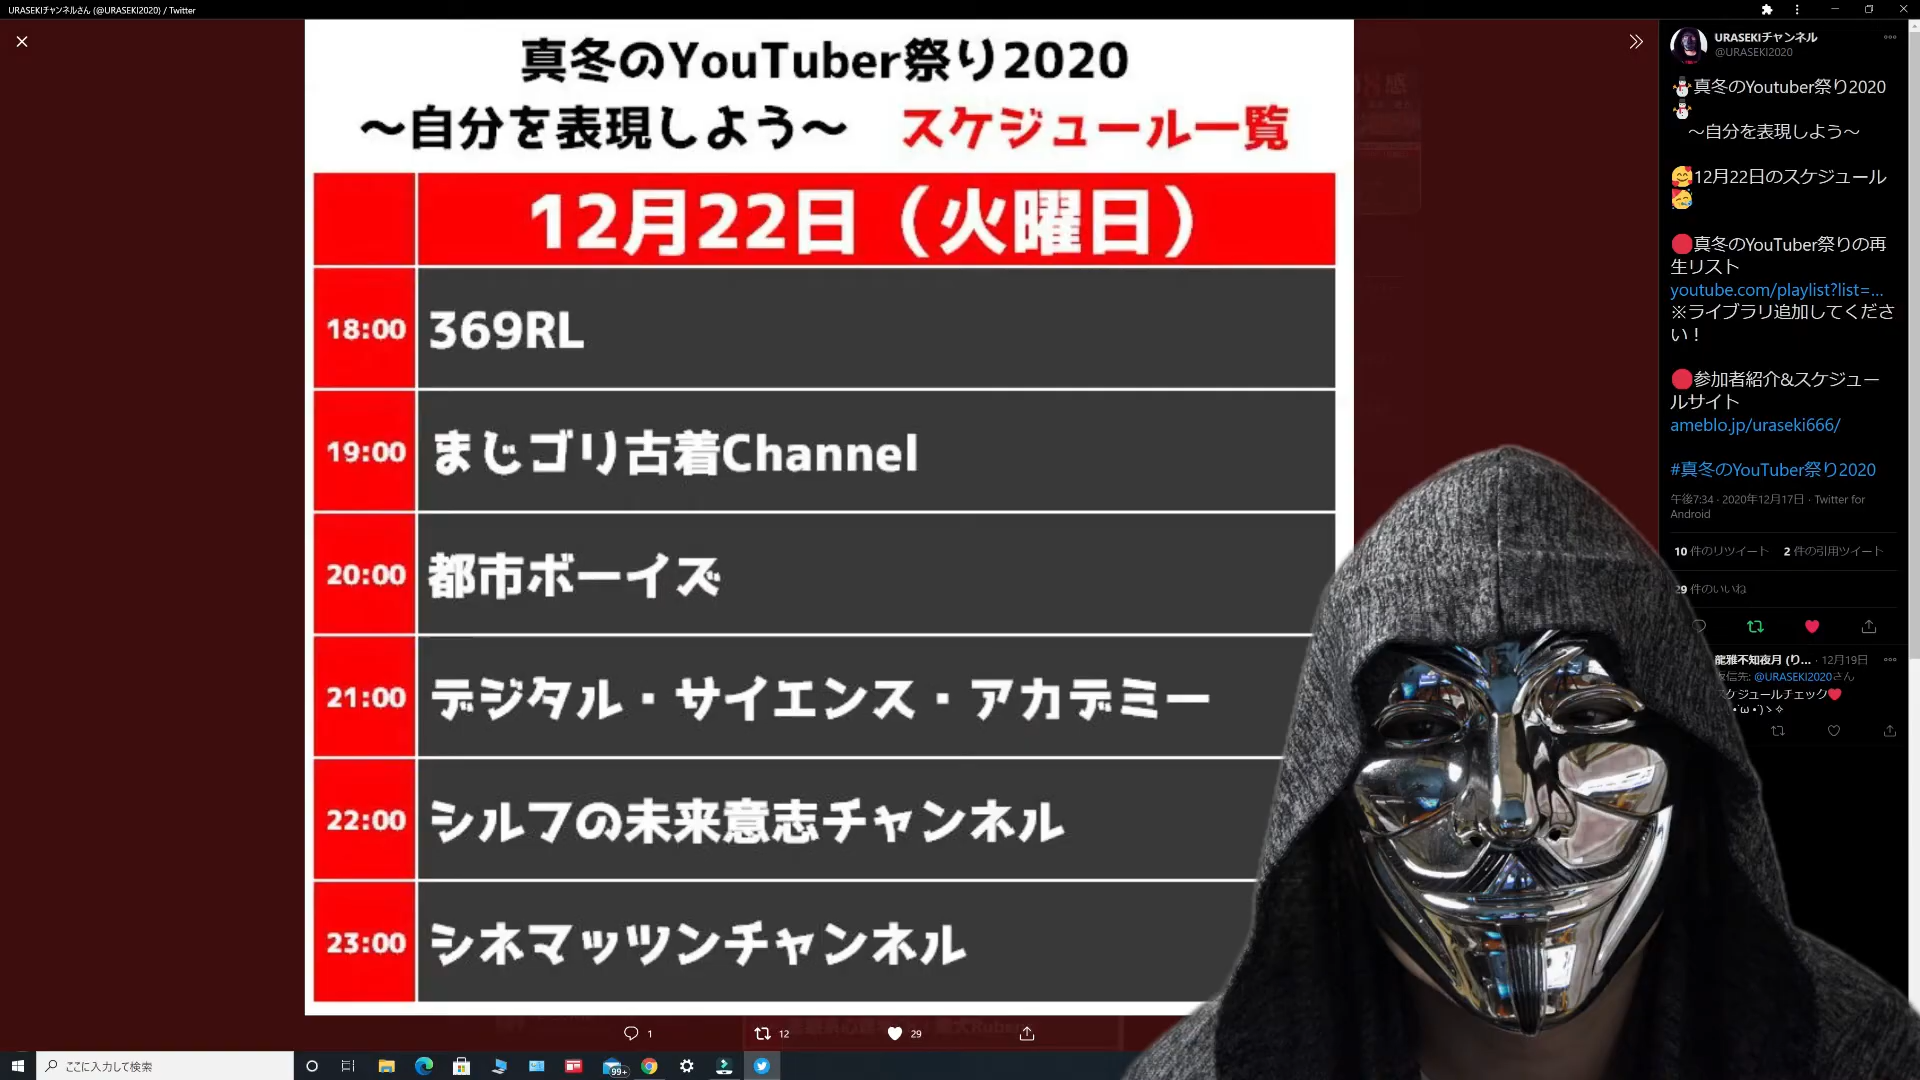 URASEKIチャンネルさん (@URASEKI2020) / Twitter
真冬のYouTuber祭り2020
～自分を表現しよう～ スケジュール一覧
12月22日（火曜日）
18:00 369RL
19:00 まじゴリ古着Channel
20:00 都市ボーイズ
21:00 デジタル・サイエンス・アカデミー
22:00 シルフの未来意志チャンネル
23:00 シネマッツンチャンネル
1
12
29
URASEKIチャンネル
@URASEKI2020
⛄真冬のYoutuber祭り2020
⛄
～自分を表現しよう～
🥰12月22日のスケジュール
🥳
🔴真冬のYouTuber祭りの再
生リスト
youtube.com/playlist?list=...
※ライブラリ追加してくださ
い！
🔴参加者紹介&スケジュー
ルサイト
ameblo.jp/uraseki666/
#真冬のYouTuber祭り2020
午後7:34 · 2020年12月17日 · Twitter for
Android
10 件のリツイート 2 件の引用ツイート
29 件のいいね
龍雅不知夜月 (り... · 12月19日
信先: @URASEKI2020さん
ケジュールチェック❤
ここに入力して検索
99+